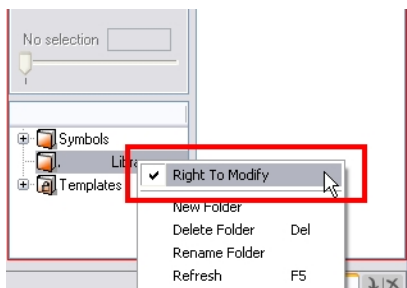 No selection
Symbols
. Libra
Templates
Right To Modify
New Folder
Delete Folder Del
Rename Folder
Refresh F5